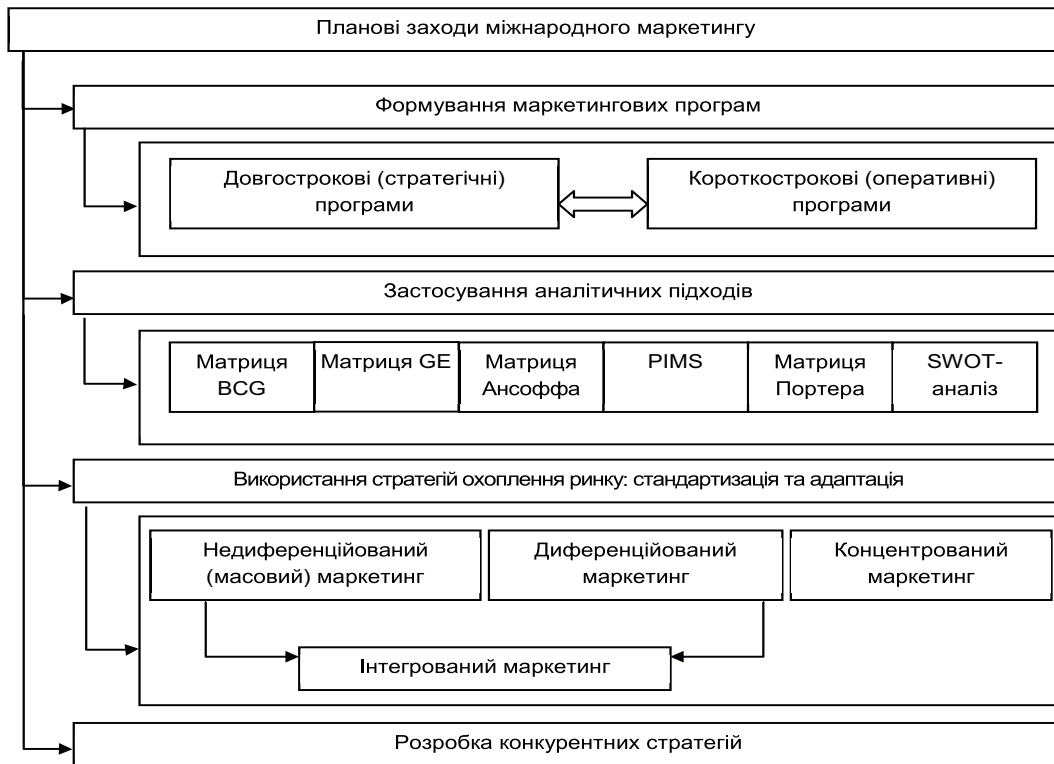 Планові заходи міжнародного маркетингу
Формування маркетингових програм
Довгострокові (стратегічні)
програми
Короткострокові (оперативні)
програми
Застосування аналітичних підходів
Матриця
BCG
Матриця GE
Матриця
Ансоффа
PIMS
Матриця
Портера
SWOT-
аналіз
Використання стратегій охоплення ринку: стандартизація та адаптація
Недиференційований
(масовий) маркетинг
Диференційований
маркетинг
Концентрований
маркетинг
Інтегрований маркетинг
Розробка конкурентних стратегій